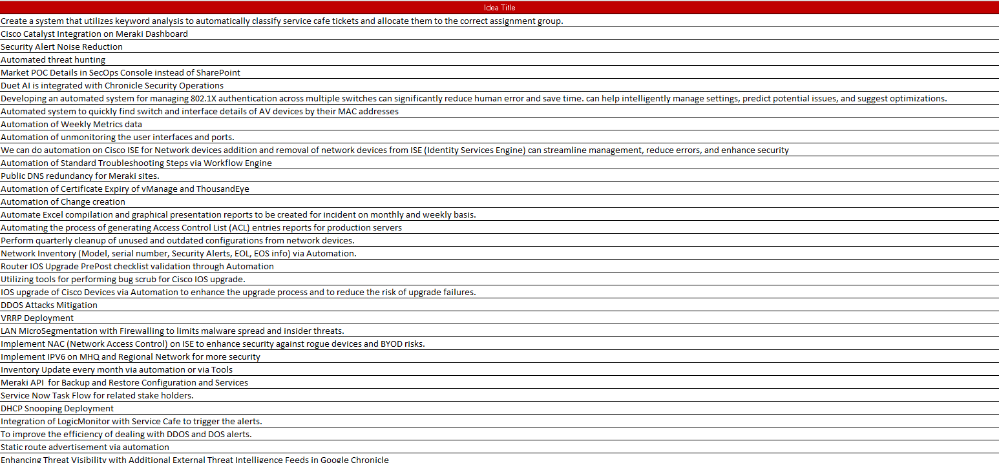 Idea Title
Create a system that utilizes keyword analysis to automatically classify service cafe tickets and allocate them to the correct assignment group.
Cisco Catalyst Integration on Meraki Dashboard
Security Alert Noise Reduction
Automated threat hunting
Market POC Details in SecOps Console instead of SharePoint
Duet AI is integrated with Chronicle Security Operations
Developing an automated system for managing 802.1X authentication across multiple switches can significantly reduce human error and save time. can help intelligently manage settings, predict potential issues, and suggest optimizations.
Automated system to quickly find switch and interface details of AV devices by their MAC addresses
Automation of Weekly Metrics data
Automation of unmonitoring the user interfaces and ports.
We can do automation on Cisco ISE for Network devices addition and removal of network devices from ISE (Identity Services Engine) can streamline management, reduce errors, and enhance security
Automation of Standard Troubleshooting Steps via Workflow Engine
Public DNS redundancy for Meraki sites.
Automation of Certificate Expiry of vManage and ThousandEye
Automation of Change creation
Automate Excel compilation and graphical presentation reports to be created for incident on monthly and weekly basis.
Automating the process of generating Access Control List (ACL) entries reports for production servers
Perform quarterly cleanup of unused and outdated configurations from network devices.
Network Inventory (Model, serial number, Security Alerts, EOL, EOS info) via Automation.
Router IOS Upgrade PrePost checklist validation through Automation
Utilizing tools for performing bug scrub for Cisco IOS upgrade.
IOS upgrade of Cisco Devices via Automation to enhance the upgrade process and to reduce the risk of upgrade failures.
DDOS Attacks Mitigation
VRRP Deployment
LAN MicroSegmentation with Firewalling to limits malware spread and insider threats.
Implement NAC (Network Access Control) on ISE to enhance security against rogue devices and BYOD risks.
Implement IPV6 on MHQ and Regional Network for more security
Inventory Update every month via automation or via Tools
Meraki API  for Backup and Restore Configuration and Services
Service Now Task Flow for related stake holders.
DHCP Snooping Deployment
Integration of LogicMonitor with Service Cafe to trigger the alerts.
To improve the efficiency of dealing with DDOS and DOS alerts.
Static route advertisement via automation
Enhancing Threat Visibility with Additional External Threat Intelligence Feeds in Google Chronicle